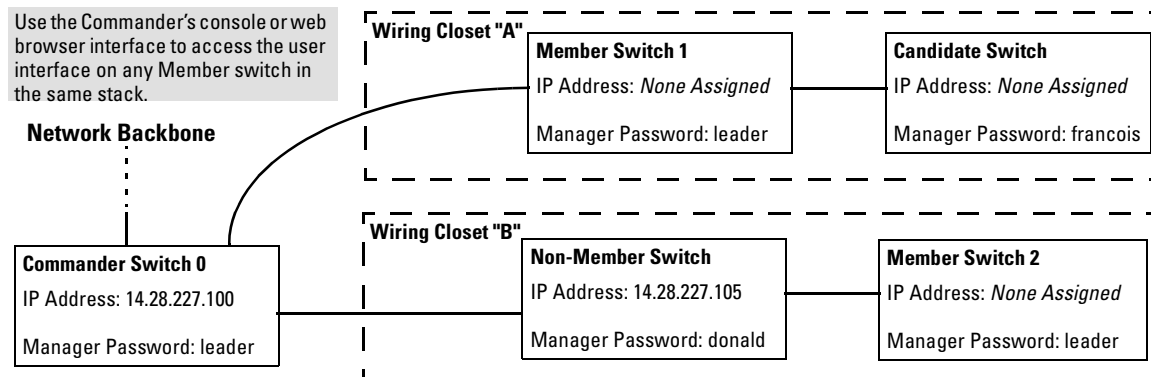 Use the Commander's console or web
browser interface to access the user
interface on any Member switch in
the same stack.
Network Backbone
Commander Switch 0
IP Address: 14.28.227.100
Manager Password: leader
Wiring Closet "A"
Member Switch 1
IP Address: None Assigned
Manager Password: leader
Candidate Switch
IP Address: None Assigned
Manager Password: francois
Wiring Closet "B"
Non-Member Switch
IP Address: 14.28.227.105
Manager Password: donald
Member Switch 2
IP Address: None Assigned
Manager Password: leader